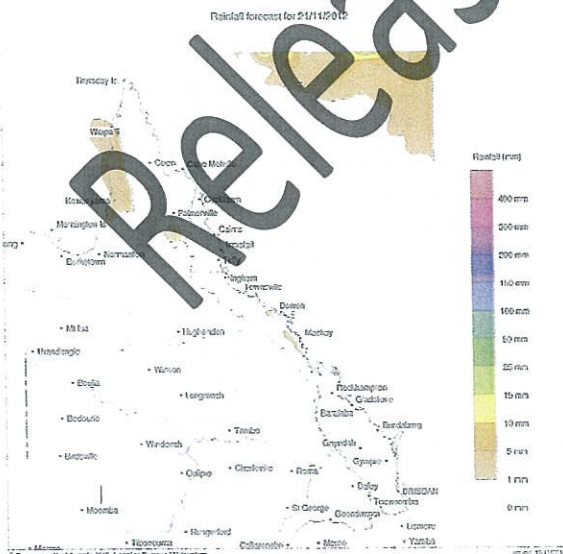 Rainfall forecast for 21/11/2012
Thursday Is.
Weipa
Coen
Cape Melville
Cooktown
Kowanyama
Palmerville
Mornington Is
Cairns
Innisfail
Burketown
Normanton
Ingham
Townsville
Bowen
Mt Isa
Hughenden
Mackay
Urandangie
Winton
Boulia
Longreach
Rockhampton
Gladstone
Baralaba
Bedourie
Bundaberg
Tambo
Windorah
Gayndah
Birdsville
Gympie
Quilpie
Charleville
Roma
Dalby
BRISBANE
Toowoomba
Moomba
St George
Goondiwindi
Lismore
Tibooburra
Hungerford
Collarenebri
Moree
Yamba
Rainfall (mm)
400 mm
300 mm
200 mm
150 mm
100 mm
50 mm
25 mm
15 mm
10 mm
5 mm
1 mm
0 mm
Releas